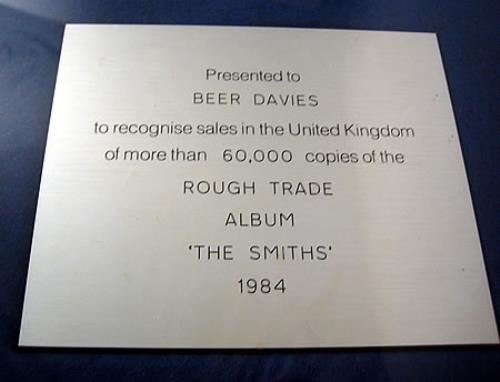 Presented to
BEER DAVIES
to recognise sales in the United Kingdom
of more than 60,000 copies of the
ROUGH TRADE
ALBUM
'THE SMITHS'
1984